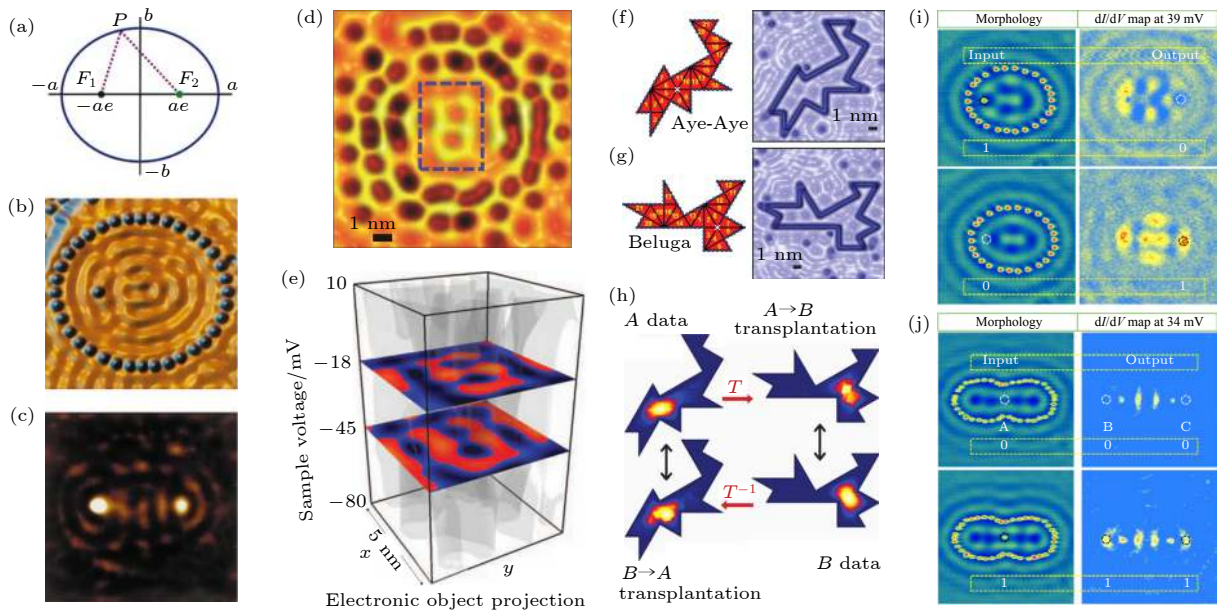 (a)
P
b
F₁
F₂
−a
a
−ae
ae
−b
(b)
(c)
(d)
1 nm
(e)
10
−18
−45
−80
Sample voltage/mV
5 nm
x
y
Electronic object projection
(f)
Aye-Aye
1 nm
(g)
Beluga
1 nm
(h)
A data
A→B
transplantation
T
T⁻¹
B→A
transplantation
B data
(i)
Morphology
dI/dV map at 39 mV
Input
Output
1
0
0
1
(j)
Morphology
dI/dV map at 34 mV
Input
Output
A
B
C
0
0
0
1
1
1